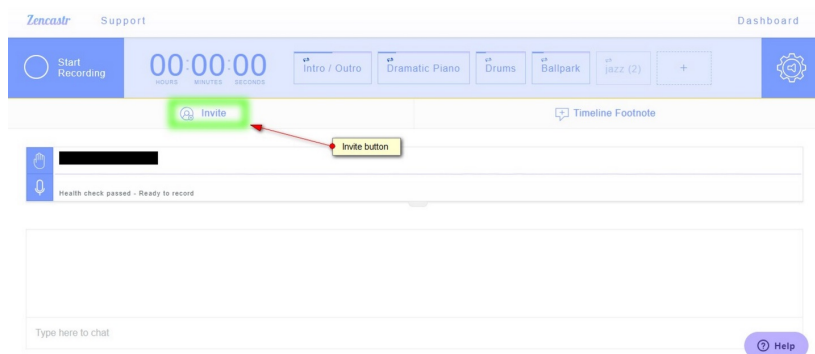 Zencastr Support Dashboard
Start
Recording
00:00:00
HOURS MINUTES SECONDS
Intro / Outro
Dramatic Piano
Drums
Ballpark
jazz (2)
+
Invite
Timeline Footnote
Invite button
Health check passed - Ready to record
Type here to chat
? Help